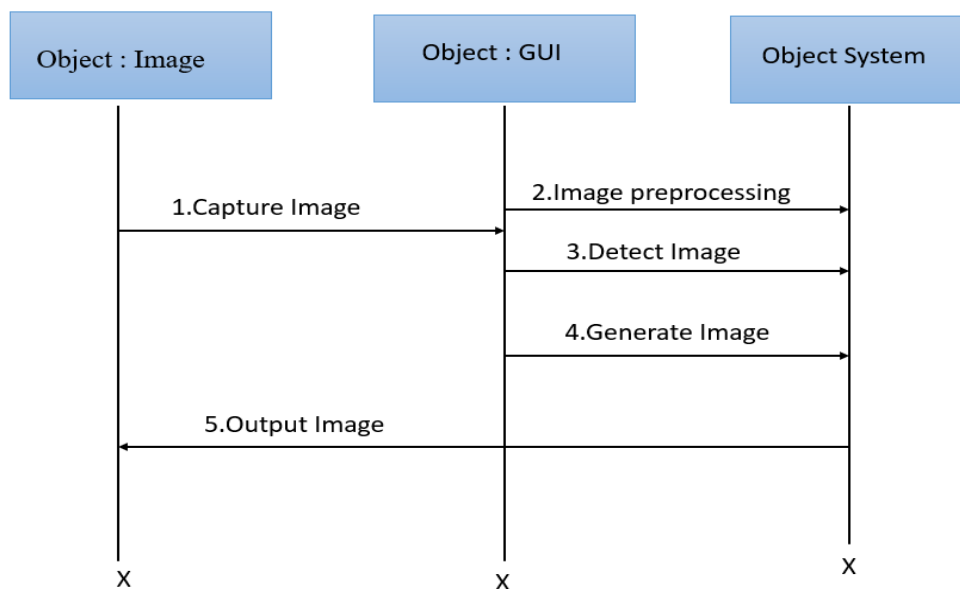 Object : Image
Object : GUI
Object System
1.Capture Image
2.Image preprocessing
3.Detect Image
4.Generate Image
5.Output Image
X
X
X